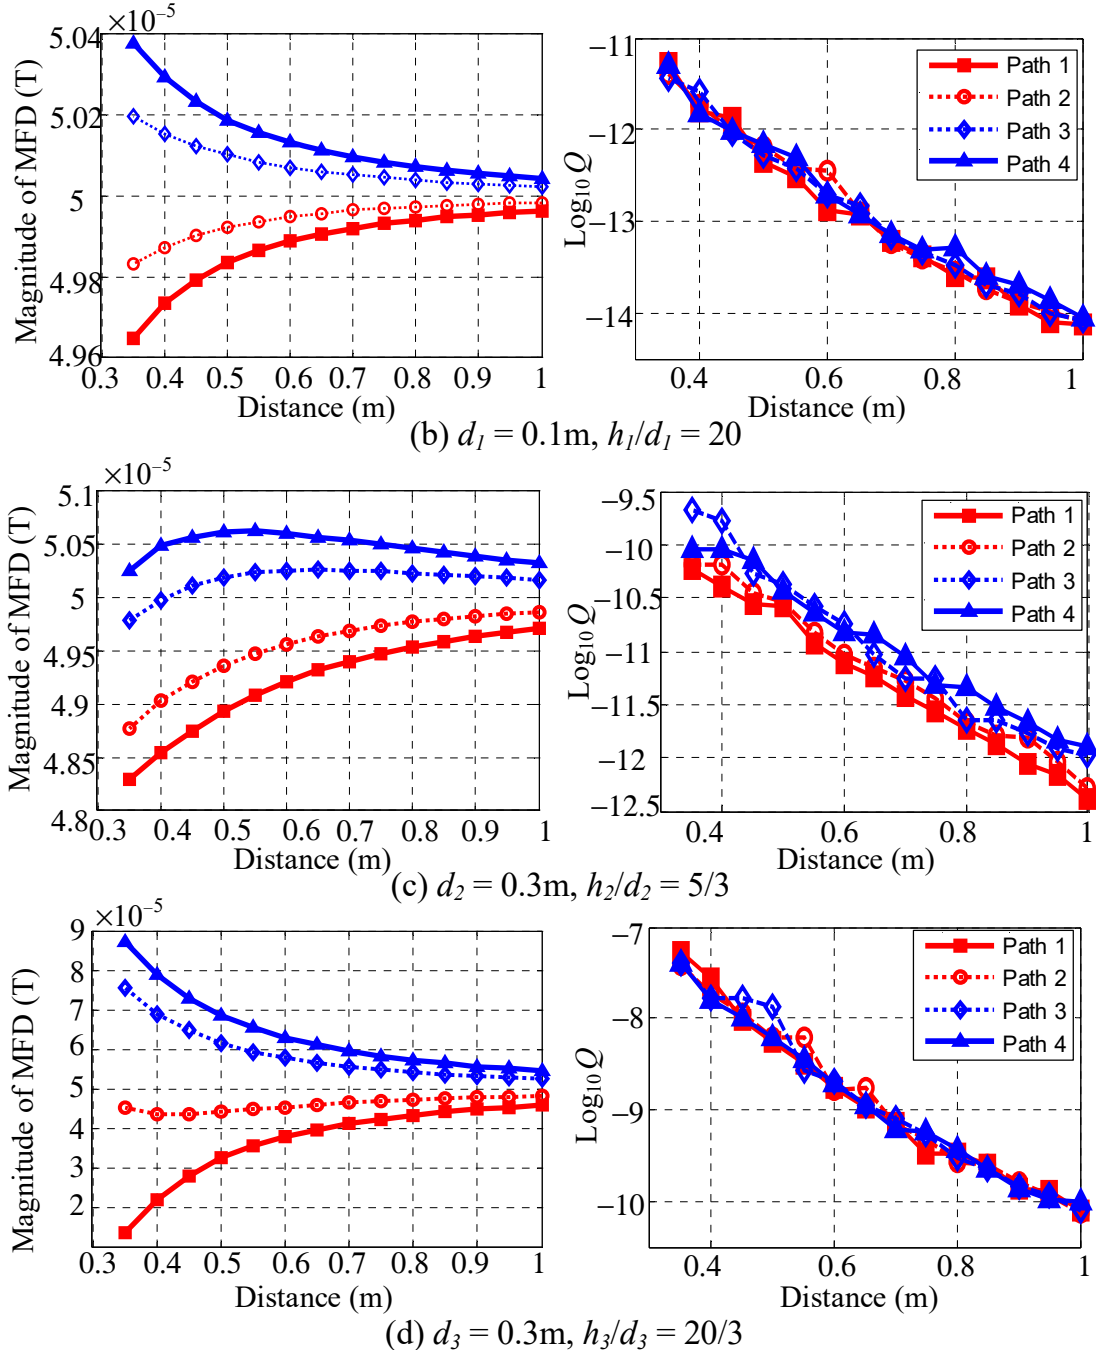 ×10⁻⁵
5.04
5.02
5
4.98
4.96
Magnitude of MFD (T)
0.3 0.4 0.5 0.6 0.7 0.8 0.9 1
Distance (m)
−11
−12
−13
−14
Log₁₀Q
0.4 0.6 0.8 1
Distance (m)
Path 1
Path 2
Path 3
Path 4
(b) d₁ = 0.1m, h₁/d₁ = 20
×10⁻⁵
5.1
5.05
5
4.95
4.9
4.85
4.8
Magnitude of MFD (T)
0.3 0.4 0.5 0.6 0.7 0.8 0.9 1
Distance (m)
−9.5
−10
−10.5
−11
−11.5
−12
−12.5
Log₁₀Q
0.4 0.6 0.8 1
Distance (m)
Path 1
Path 2
Path 3
Path 4
(c) d₂ = 0.3m, h₂/d₂ = 5/3
×10⁻⁵
9
8
7
6
5
4
3
2
Magnitude of MFD (T)
0.3 0.4 0.5 0.6 0.7 0.8 0.9 1
Distance (m)
−7
−8
−9
−10
Log₁₀Q
0.4 0.6 0.8 1
Distance (m)
Path 1
Path 2
Path 3
Path 4
(d) d₃ = 0.3m, h₃/d₃ = 20/3